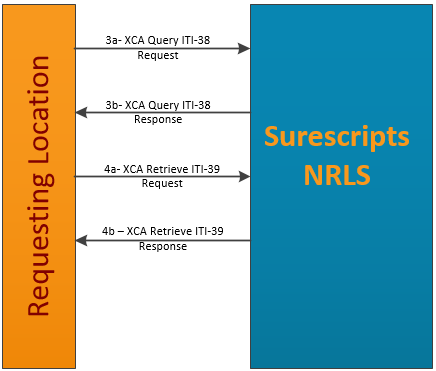 Requesting Location
3a- XCA Query ITI-38
Request
3b- XCA Query ITI-38
Response
4a- XCA Retrieve ITI-39
Request
4b – XCA Retrieve ITI-39
Response
Surescripts
NRLS